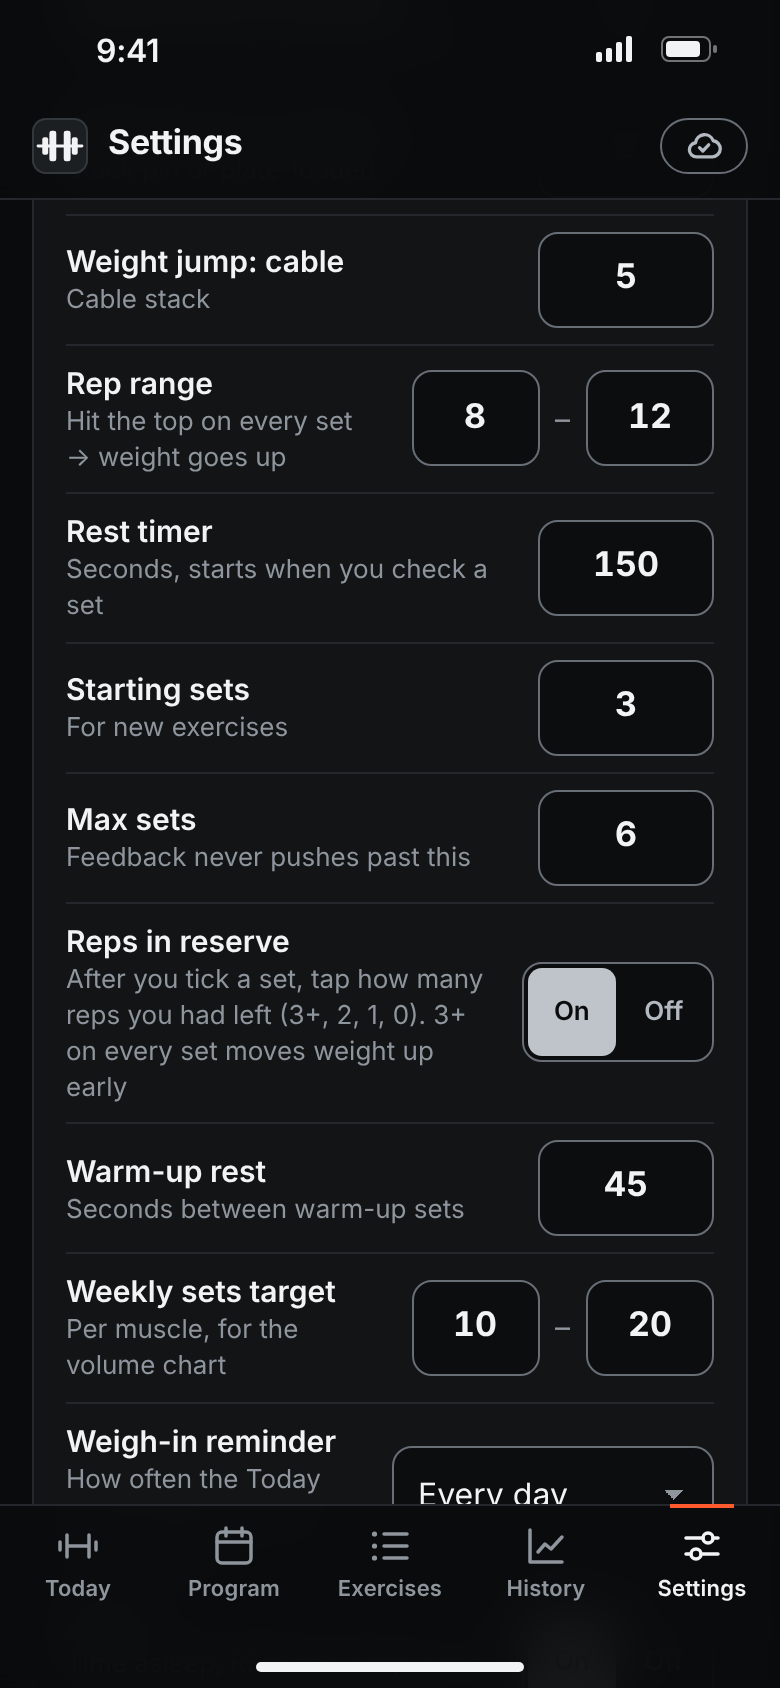 9:41
Settings
Weight jump: cable
Cable stack
5
Rep range
Hit the top on every set
→ weight goes up
8 – 12
Rest timer
Seconds, starts when you check a
set
150
Starting sets
For new exercises
3
Max sets
Feedback never pushes past this
6
Reps in reserve
After you tick a set, tap how many
reps you had left (3+, 2, 1, 0). 3+
on every set moves weight up
early
On Off
Warm-up rest
Seconds between warm-up sets
45
Weekly sets target
Per muscle, for the
volume chart
10 – 20
Weigh-in reminder
How often the Today
Every day
Today Program Exercises History Settings